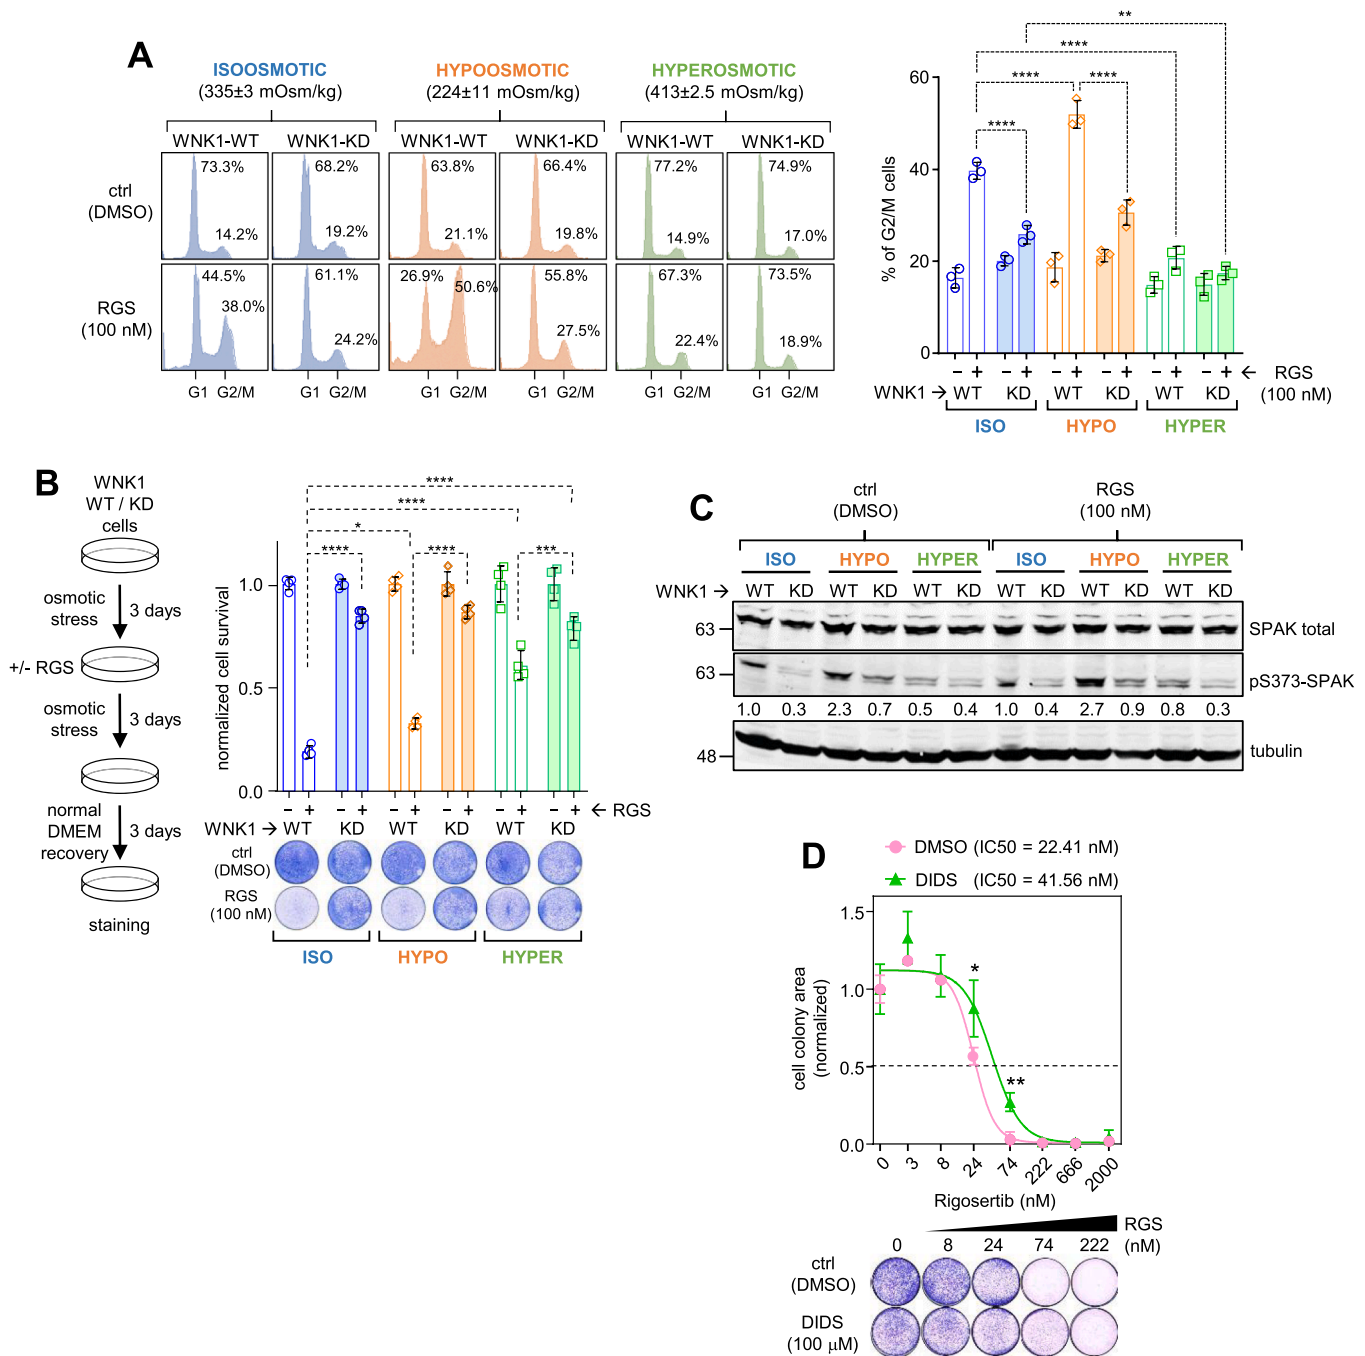 A
ISOOSMOTIC
(335±3 mOsm/kg)
HYPOOSMOTIC
(224±11 mOsm/kg)
HYPEROSMOTIC
(413±2.5 mOsm/kg)
WNK1-WT WNK1-KD WNK1-WT WNK1-KD WNK1-WT WNK1-KD
ctrl
(DMSO)
73.3% 68.2% 63.8% 66.4% 77.2% 74.9%
14.2% 19.2% 21.1% 19.8% 14.9% 17.0%
RGS
(100 nM)
44.5% 61.1% 26.9% 55.8% 67.3% 73.5%
38.0% 24.2% 50.6% 27.5% 22.4% 18.9%
G1 G2/M G1 G2/M G1 G2/M G1 G2/M G1 G2/M G1 G2/M
**
****
**** ****
****
% of G2/M cells
60
40
20
0
− + − + − + − + − + − + ← RGS
(100 nM)
WNK1 → WT KD WT KD WT KD
ISO HYPO HYPER
B
WNK1
WT / KD
cells
osmotic
stress
3 days
+/- RGS
osmotic
stress
3 days
normal
DMEM
recovery
3 days
staining
****
****
*
**** **** ***
normalized cell survival
1.0
0.5
0.0
− + − + − + − + − + − + ← RGS
WNK1 → WT KD WT KD WT KD
ctrl
(DMSO)
RGS
(100 nM)
ISO HYPO HYPER
C
ctrl
(DMSO)
RGS
(100 nM)
ISO HYPO HYPER ISO HYPO HYPER
WNK1 → WT KD WT KD WT KD WT KD WT KD WT KD
63 SPAK total
63 pS373-SPAK
1.0 0.3 2.3 0.7 0.5 0.4 1.0 0.4 2.7 0.9 0.8 0.3
48 tubulin
D
DMSO (IC50 = 22.41 nM)
DIDS (IC50 = 41.56 nM)
cell colony area
(normalized)
1.5
1.0
0.5
0.0
*
**
0 3 8 24 74 222 666 2000
Rigosertib (nM)
RGS
(nM)
0 8 24 74 222
ctrl
(DMSO)
DIDS
(100 µM)